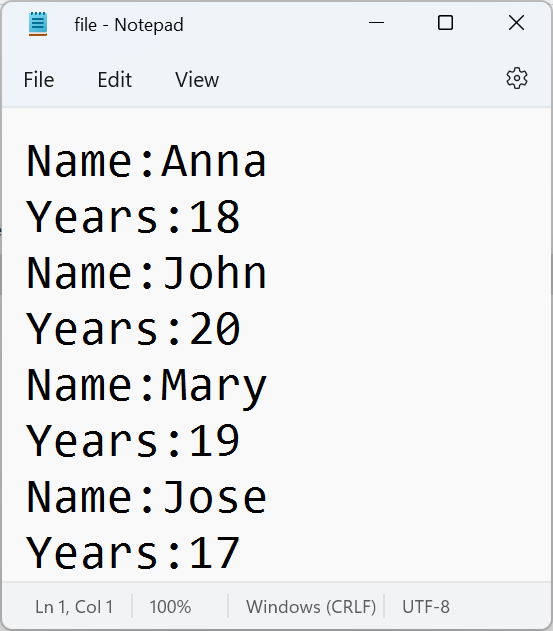 file - Notepad
File Edit View
Name:Anna
Years:18
Name:John
Years:20
Name:Mary
Years:19
Name:Jose
Years:17
Ln 1, Col 1 100% Windows (CRLF) UTF-8